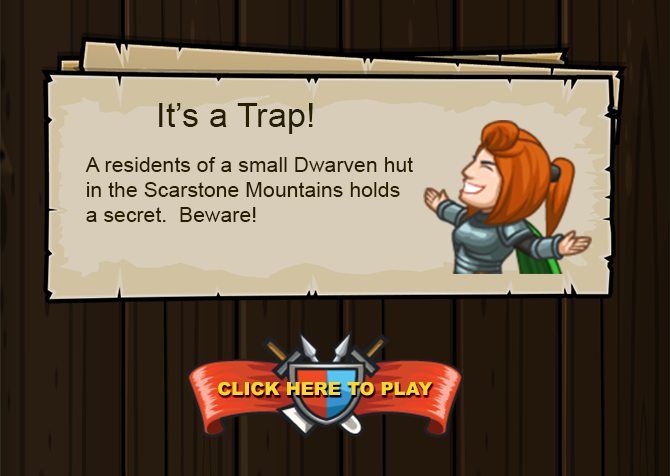 It’s a Trap!
A residents of a small Dwarven hut
in the Scarstone Mountains holds
a secret.  Beware!
CLICK HERE TO PLAY